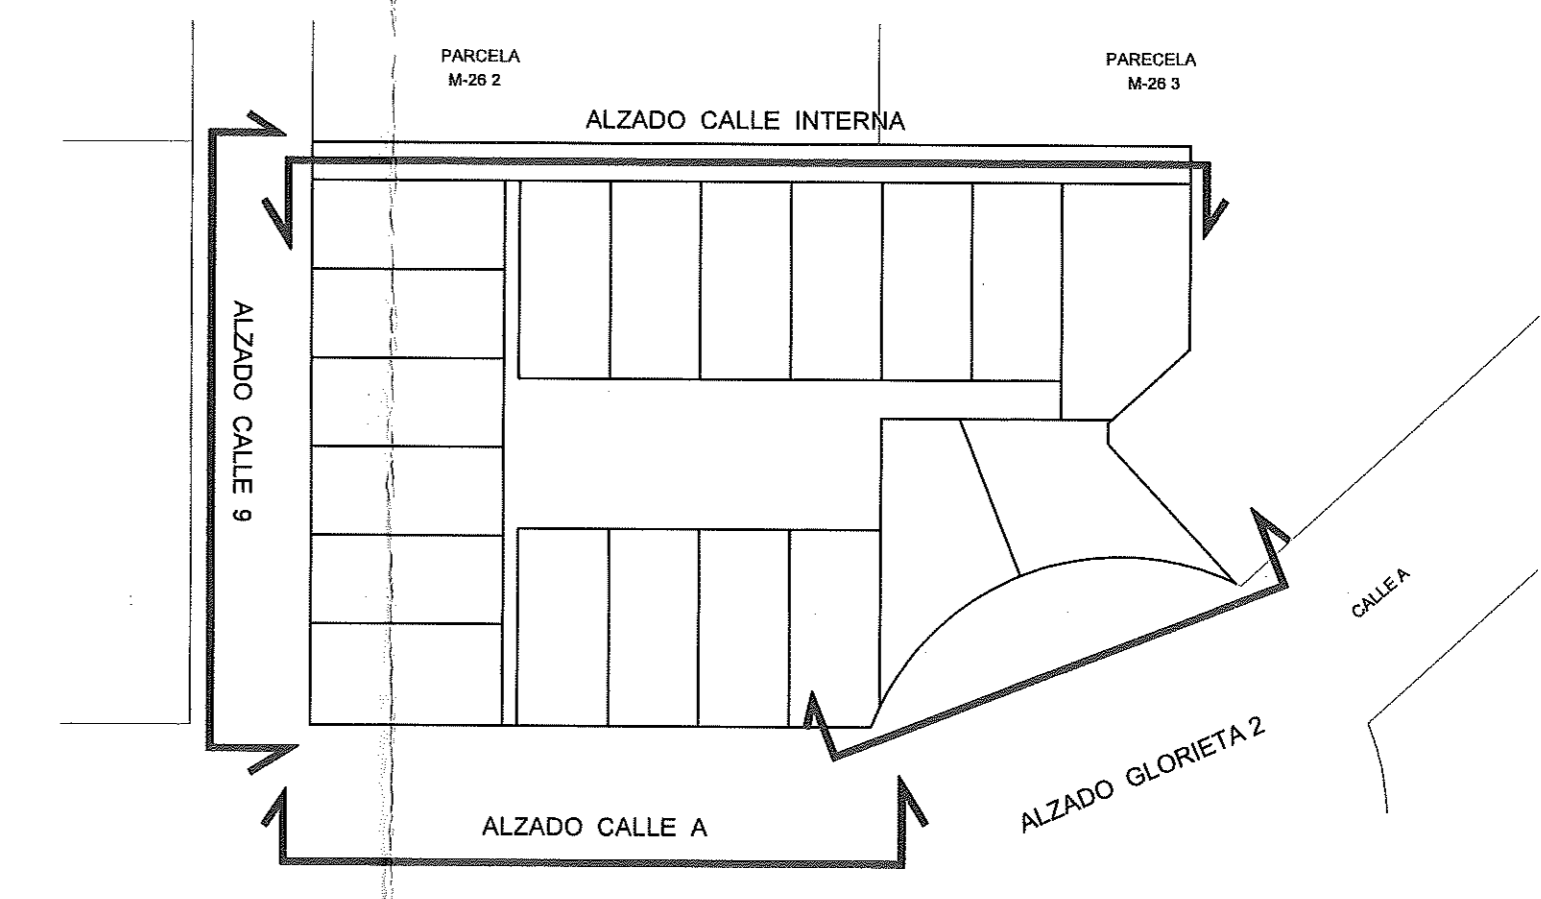 PARCELA
M-26 2
PARECELA
M-26 3
ALZADO CALLE INTERNA
ALZADO CALLE 9
CALLE A
ALZADO GLORIETA 2
ALZADO CALLE A